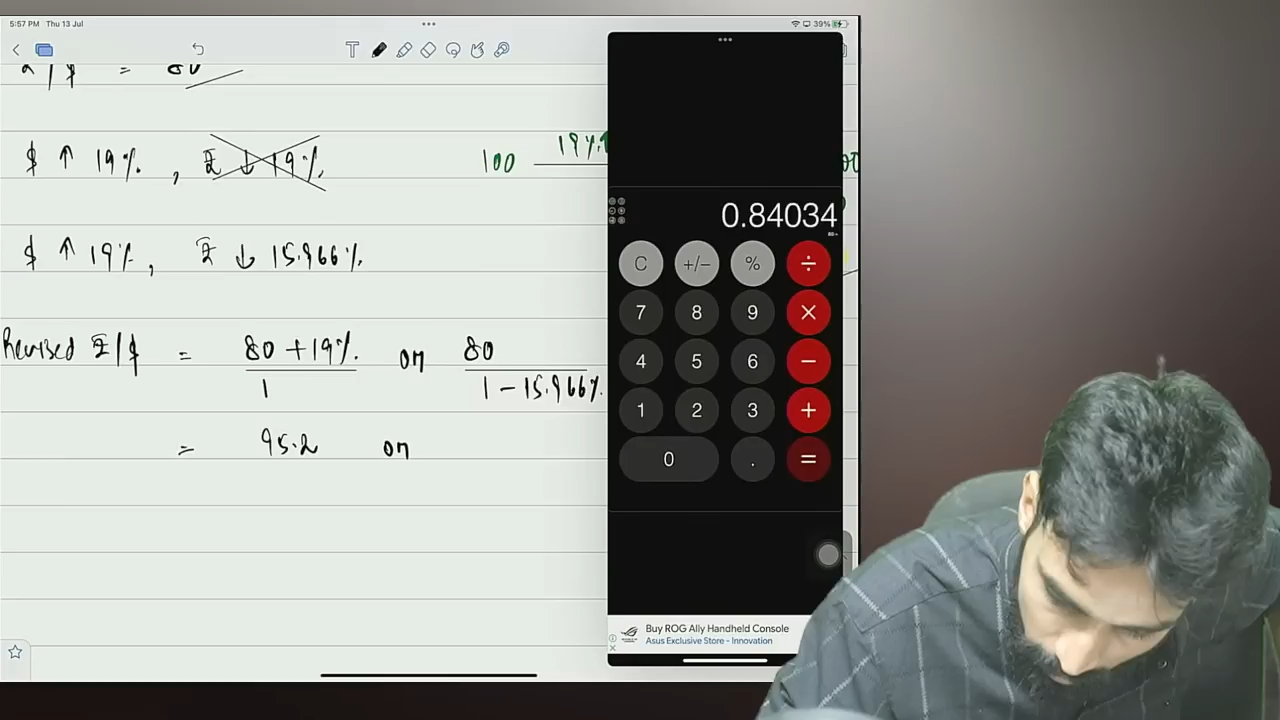 5:57 PM Thu 13 Jul
39%
/ $ = 80
$ ↑ 19%, ₹ ↓ 19%
100 19%↑
$ ↑ 19%, ₹ ↓ 15.966%
Revised ₹/$ = 80 + 19% / 1 or 80 / 1 - 15.966%
= 95.2 or
0.84034
80÷
C +/− % ÷
7 8 9 ×
4 5 6 −
1 2 3 +
0 . =
Buy ROG Ally Handheld Console
Asus Exclusive Store - Innovation